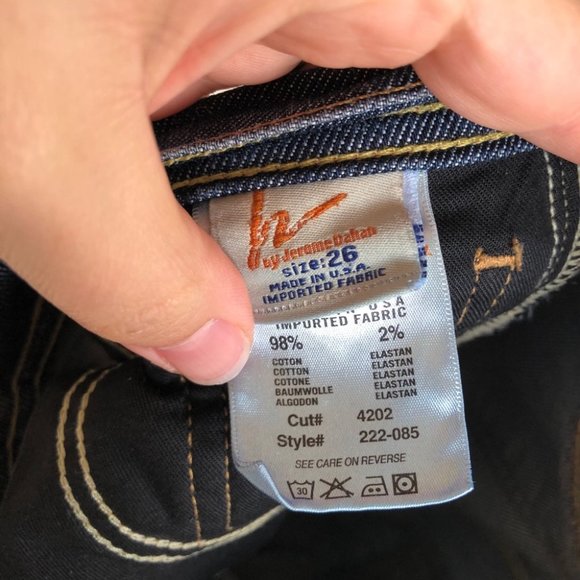 by Jerome Dahan
Size: 26
MADE IN U.S.A.
IMPORTED FABRIC
U S A
IMPORTED FABRIC
98% 2%
COTON ELASTAN
COTTON ELASTAN
COTONE ELASTAN
BAUMWOLLE ELASTAN
ALGODON ELASTAN
Cut# 4202
Style# 222-085
SEE CARE ON REVERSE
30